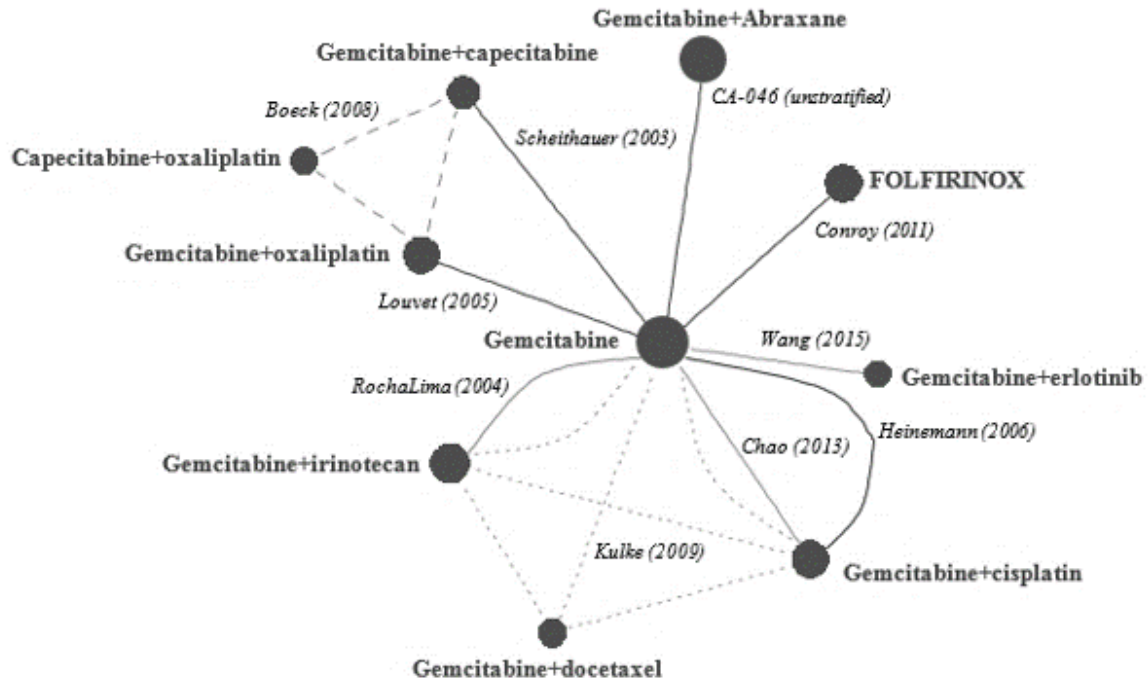 Gemcitabine+Abraxane
Gemcitabine+capecitabine
CA-046 (unstratified)
Boeck (2008)
Scheithauer (2003)
Capecitabine+oxaliplatin
FOLFIRINOX
Conroy (2011)
Gemcitabine+oxaliplatin
Louvet (2005)
Gemcitabine
Wang (2015)
Gemcitabine+erlotinib
RochaLima (2004)
Heinemann (2006)
Chao (2013)
Gemcitabine+irinotecan
Kulke (2009)
Gemcitabine+cisplatin
Gemcitabine+docetaxel